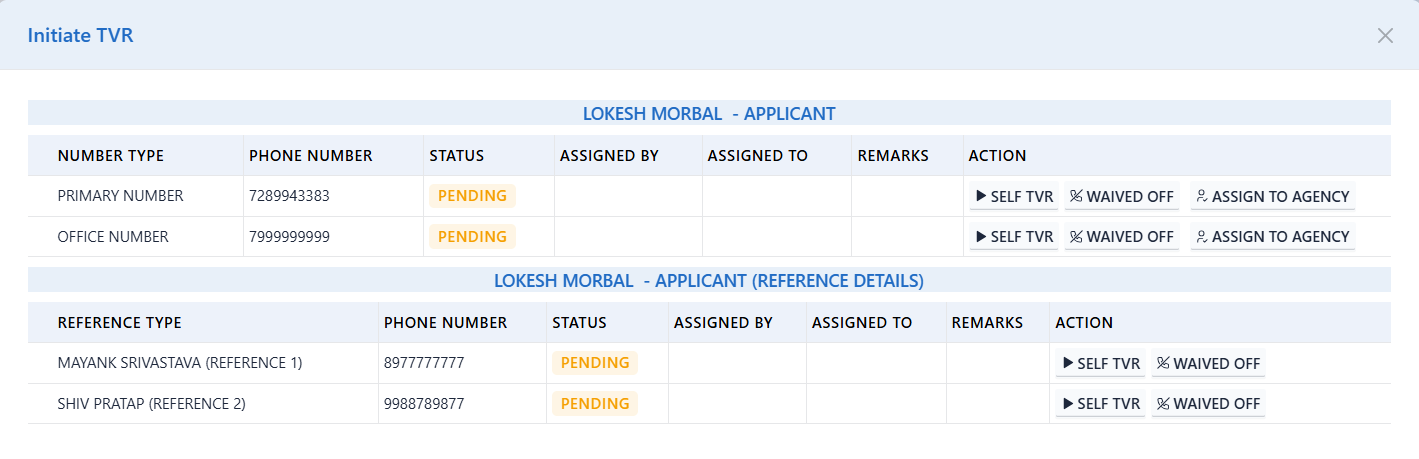 Initiate TVR
LOKESH MORBAL - APPLICANT
NUMBER TYPE PHONE NUMBER STATUS ASSIGNED BY ASSIGNED TO REMARKS ACTION
PRIMARY NUMBER 7289943383 PENDING SELF TVR WAIVED OFF ASSIGN TO AGENCY
OFFICE NUMBER 7999999999 PENDING SELF TVR WAIVED OFF ASSIGN TO AGENCY
LOKESH MORBAL - APPLICANT (REFERENCE DETAILS)
REFERENCE TYPE PHONE NUMBER STATUS ASSIGNED BY ASSIGNED TO REMARKS ACTION
MAYANK SRIVASTAVA (REFERENCE 1) 8977777777 PENDING SELF TVR WAIVED OFF
SHIV PRATAP (REFERENCE 2) 9988789877 PENDING SELF TVR WAIVED OFF